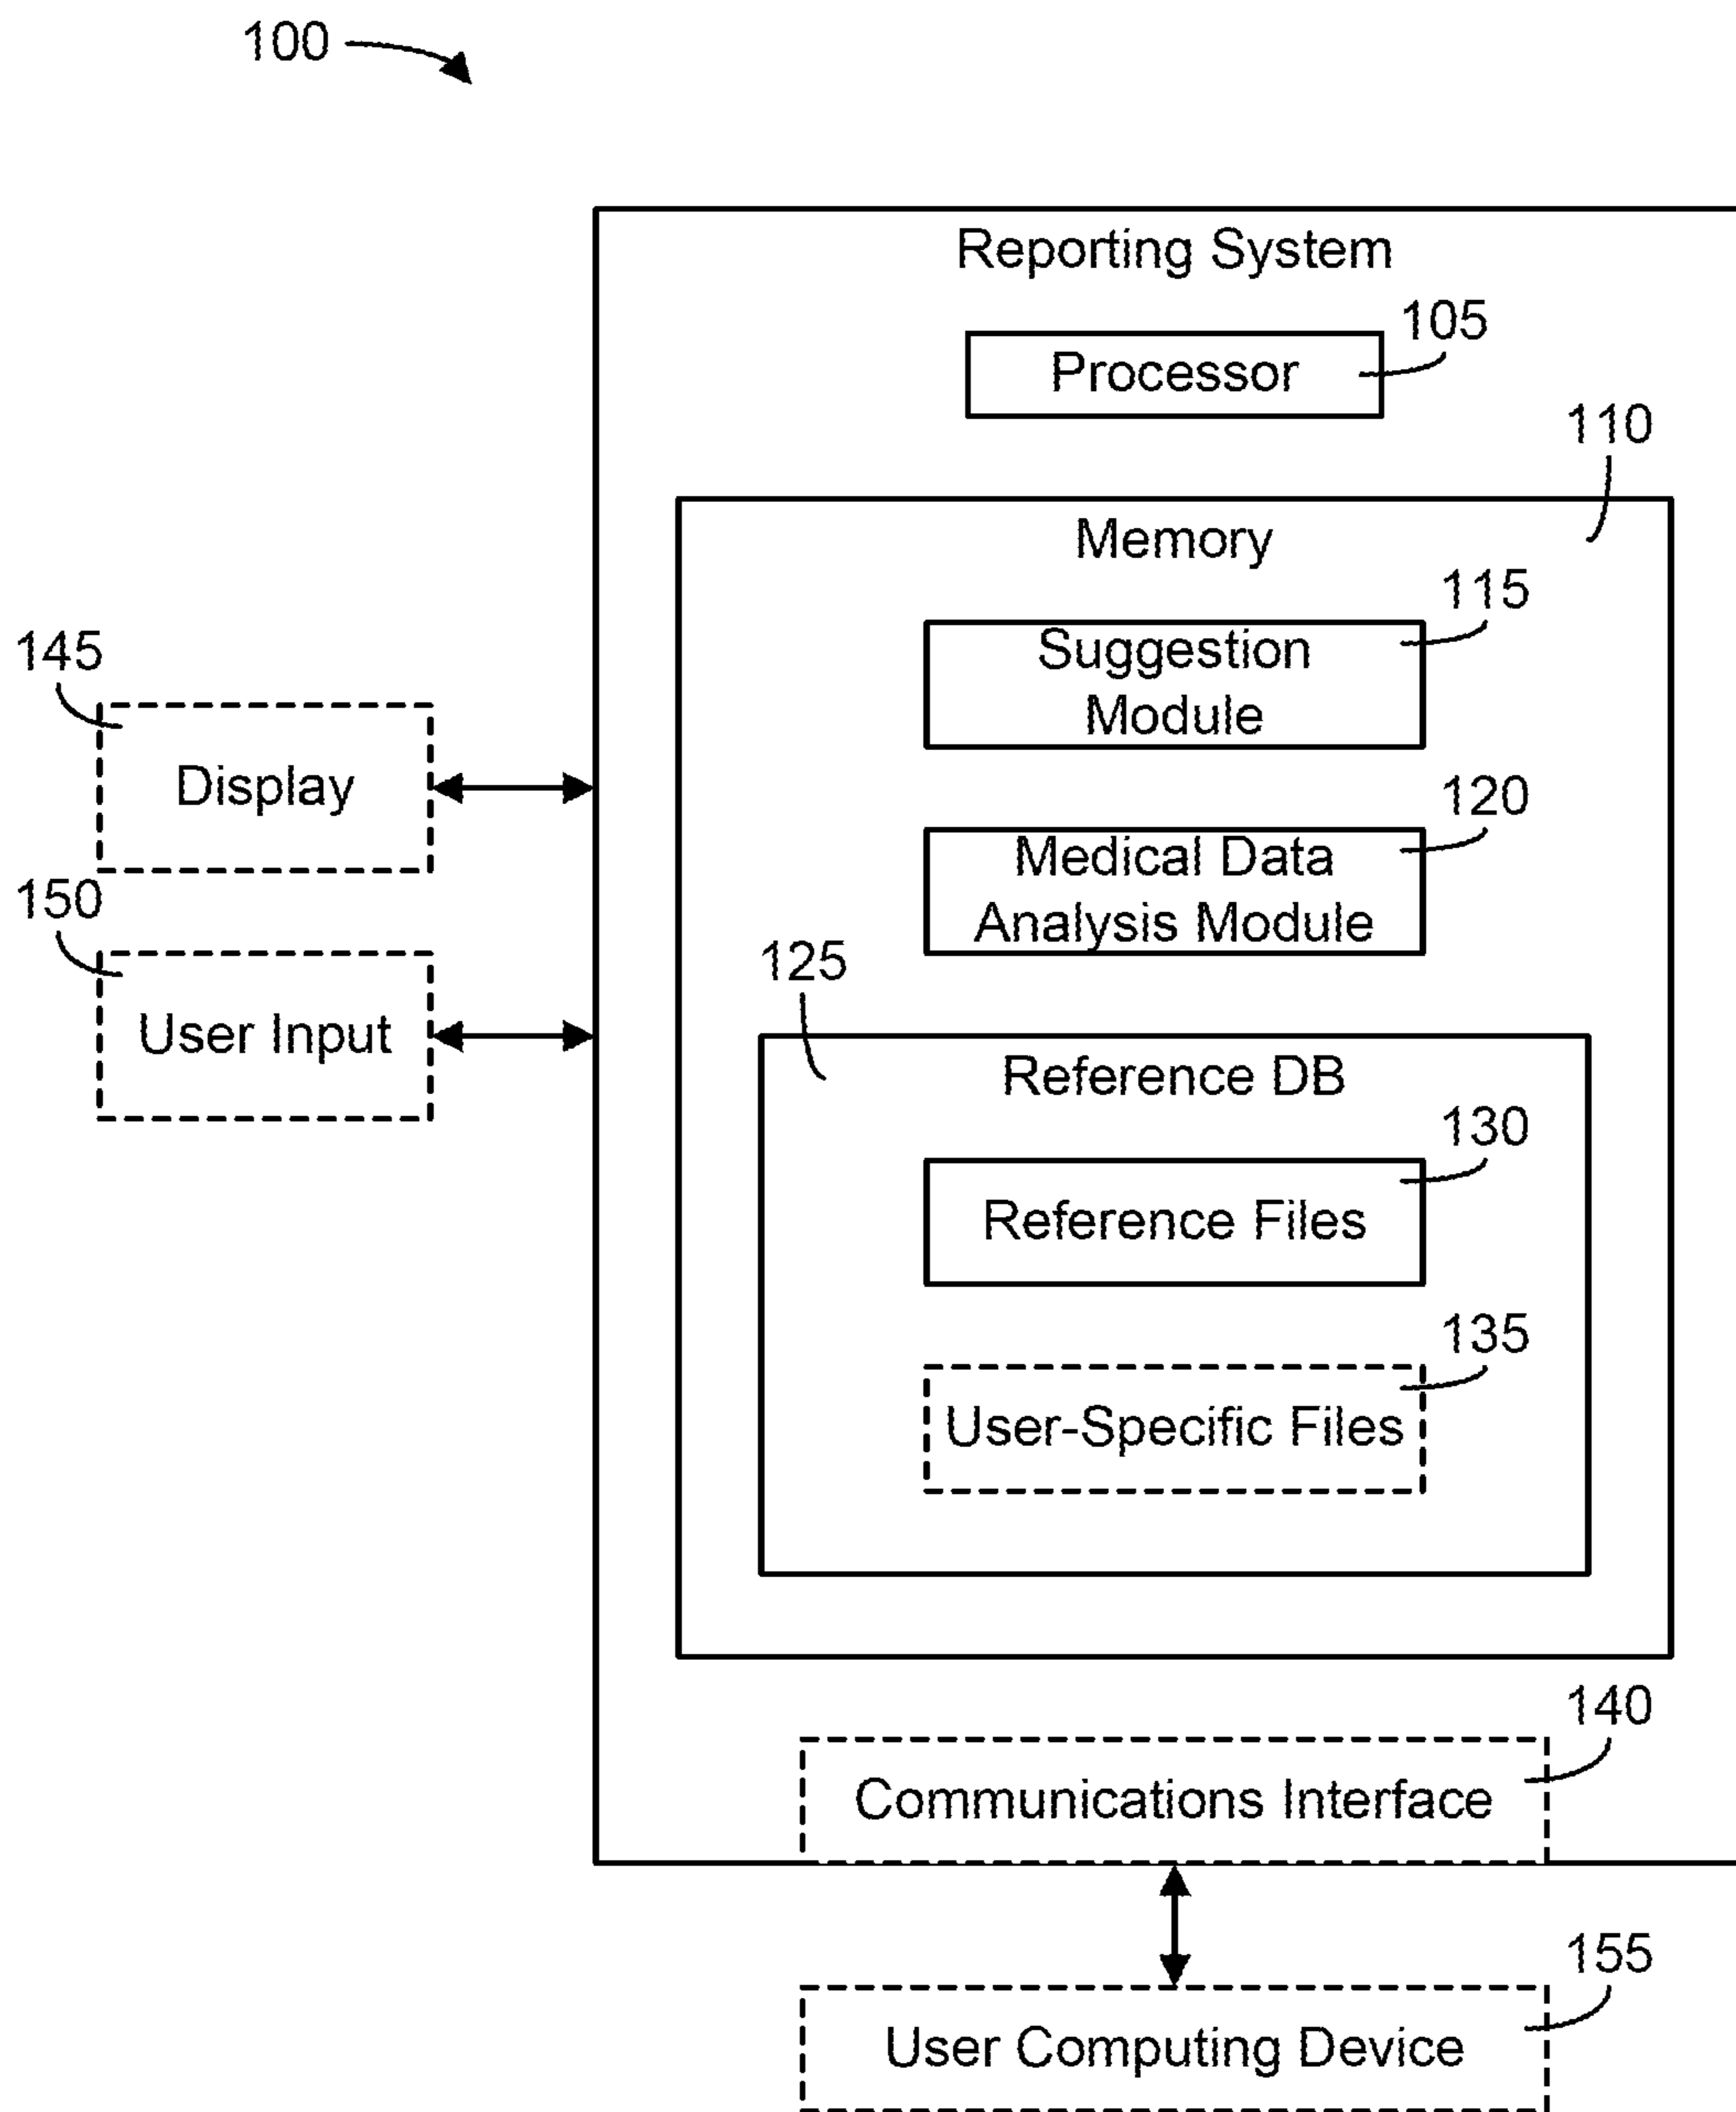 100
Reporting System
105
Processor
110
Memory
115
Suggestion
Module
145
Display
120
Medical Data
Analysis Module
150
User Input
125
Reference DB
130
Reference Files
135
User-Specific Files
140
Communications Interface
155
User Computing Device